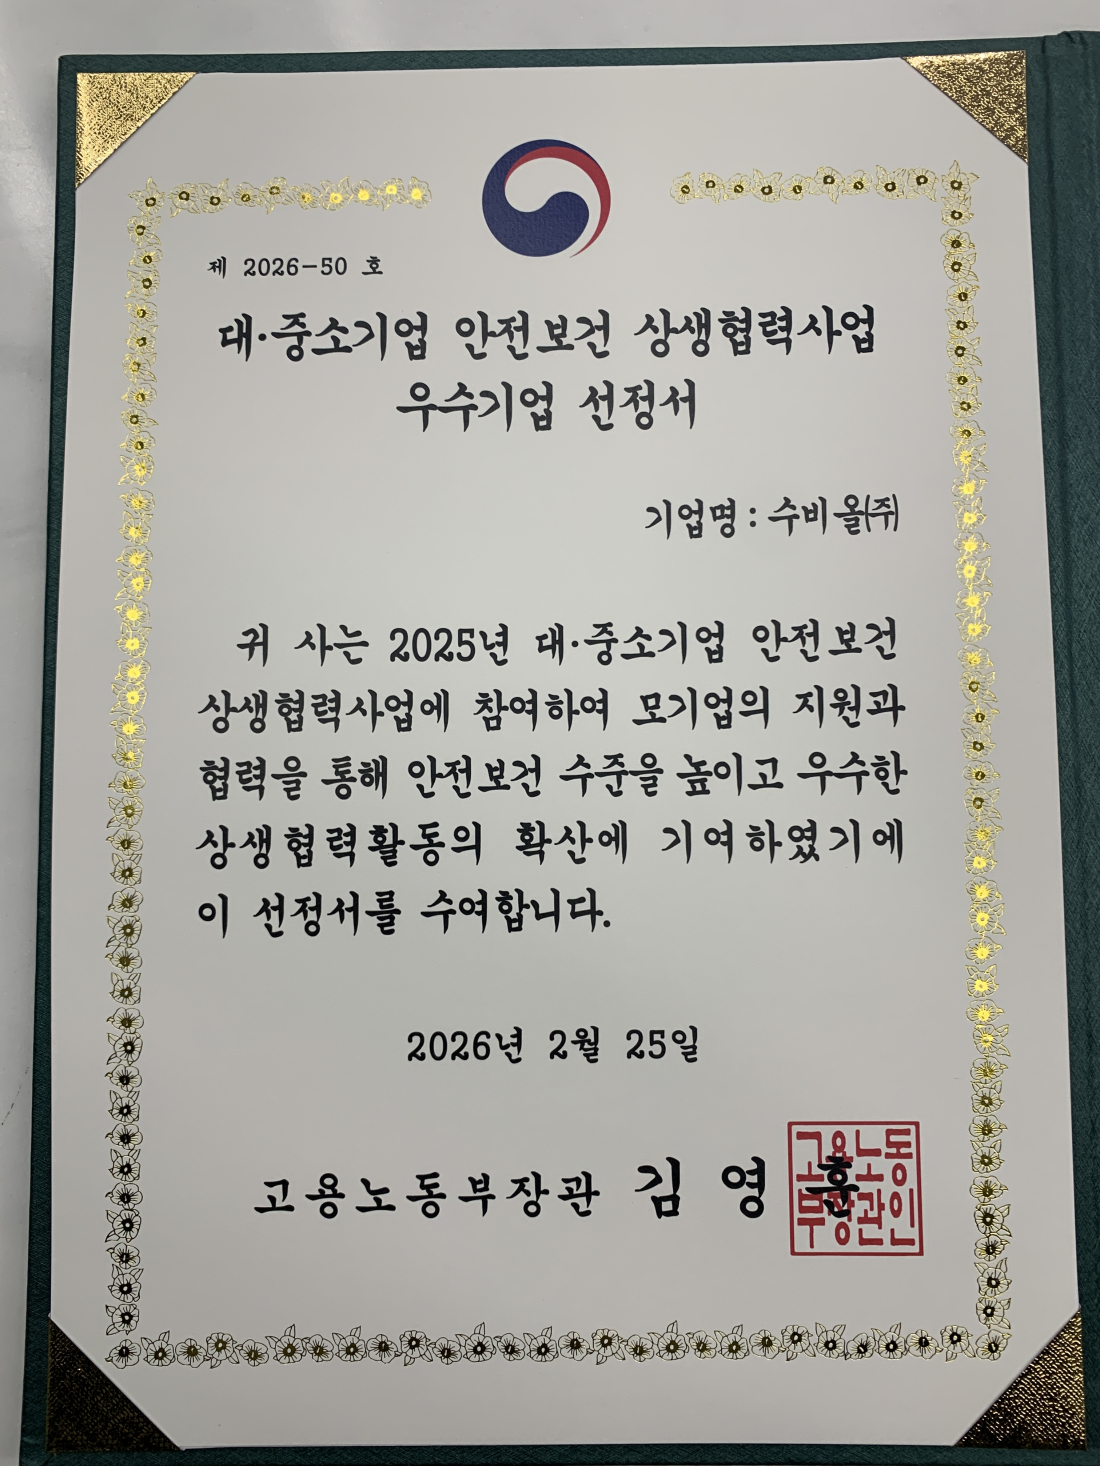 제 2026-50 호
대·중소기업 안전보건 상생협력사업
우수기업 선정서
기업명 : 수비올㈜
귀 사는 2025년 대·중소기업 안전보건
상생협력사업에 참여하여 모기업의 지원과
협력을 통해 안전보건 수준을 높이고 우수한
상생협력활동의 확산에 기여하였기에
이 선정서를 수여합니다.
2026년 2월 25일
고용노동부장관 김 영 훈
고용노동
부장관인